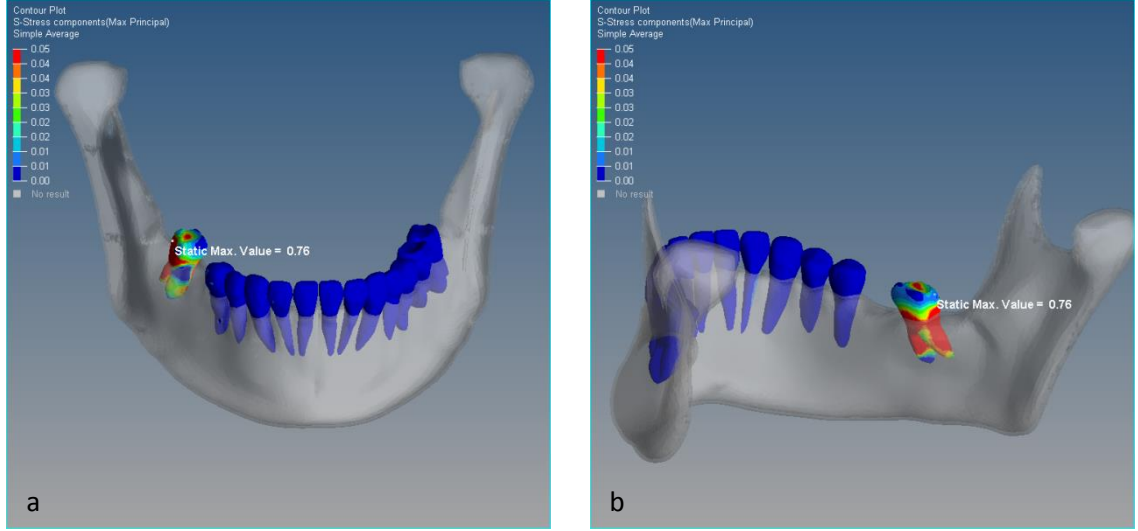 Contour Plot
S-Stress components(Max Principal)
Simple Average
0.05
0.04
0.04
0.03
0.03
0.02
0.02
0.01
0.01
0.00
No result
Static Max. Value = 0.76
a
Contour Plot
S-Stress components(Max Principal)
Simple Average
0.05
0.04
0.04
0.03
0.03
0.02
0.02
0.01
0.01
0.00
No result
Static Max. Value = 0.76
b